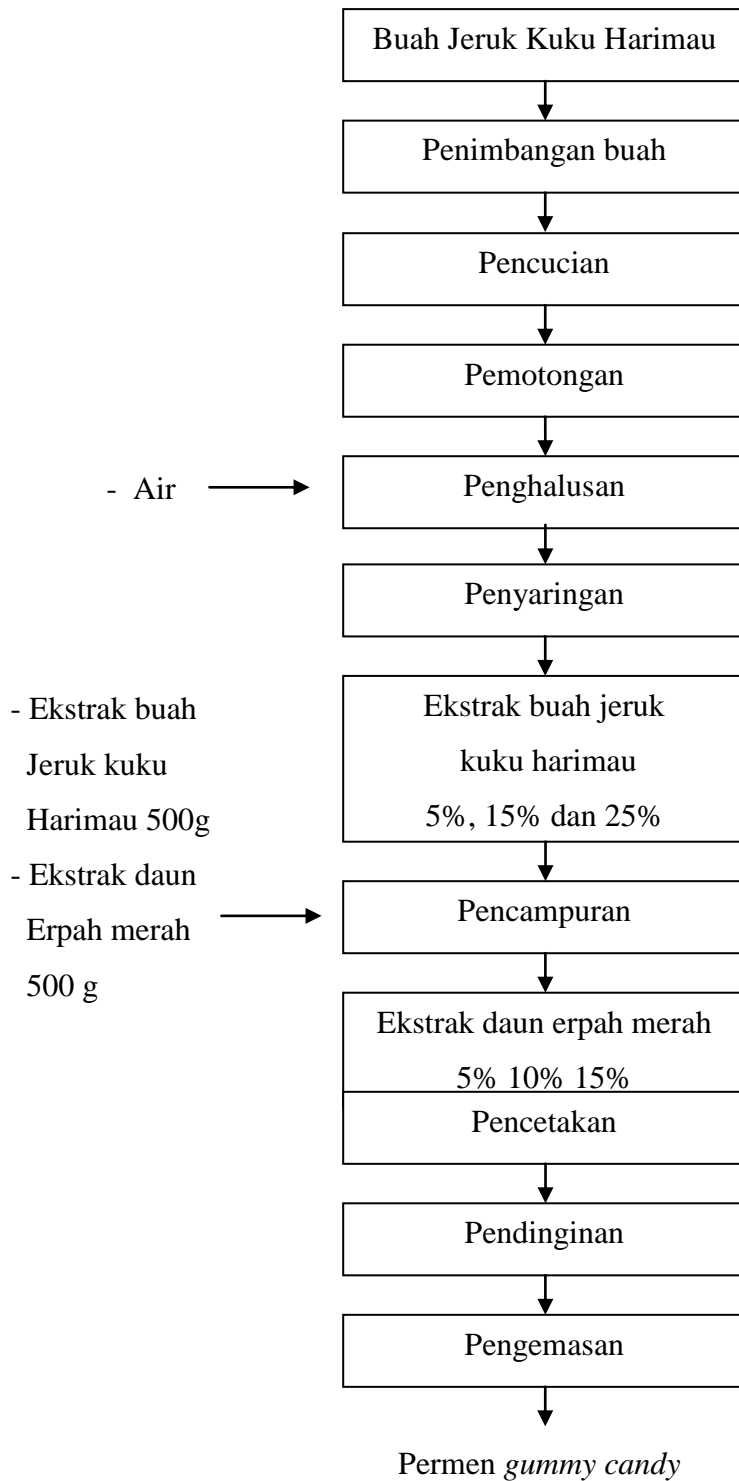 Buah Jeruk Kuku Harimau
Penimbangan buah
Pencucian
Pemotongan
- Air
Penghalusan
Penyaringan
Ekstrak buah jeruk
kuku harimau
5%, 15% dan 25%
- Ekstrak buah
Jeruk kuku
Harimau 500g
- Ekstrak daun
Erpah merah
500 g
Pencampuran
Ekstrak daun erpah merah
5% 10% 15%
Pencetakan
Pendinginan
Pengemasan
Permen gummy candy